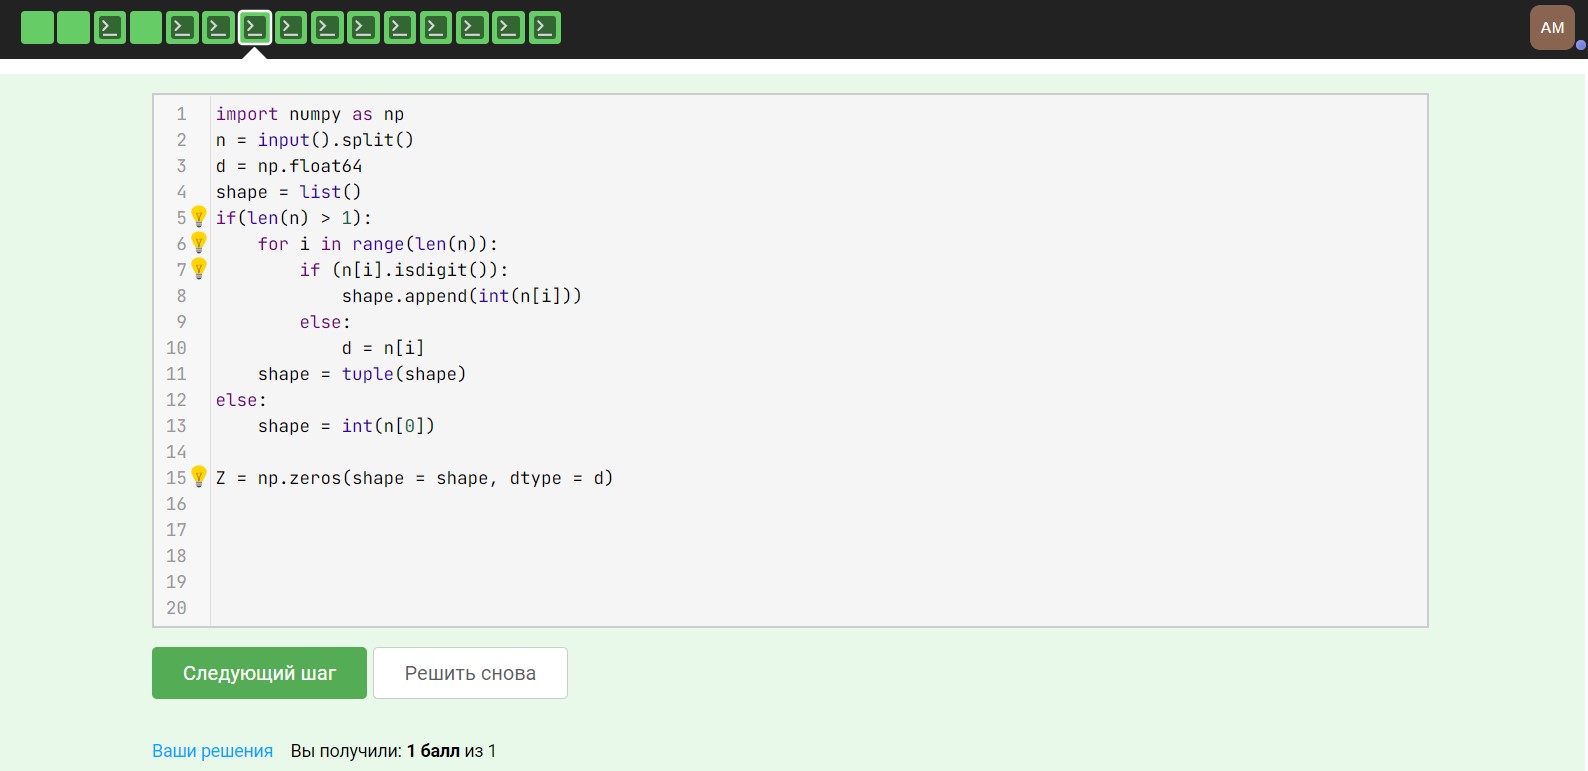 AM
1 import numpy as np
2 n = input().split()
3 d = np.float64
4 shape = list()
5 if(len(n) > 1):
6     for i in range(len(n)):
7         if (n[i].isdigit()):
8             shape.append(int(n[i]))
9         else:
10             d = n[i]
11     shape = tuple(shape)
12 else:
13     shape = int(n[0])
14
15 Z = np.zeros(shape = shape, dtype = d)
16
17
18
19
20
Следующий шаг Решить снова
Ваши решения Вы получили: 1 балл из 1